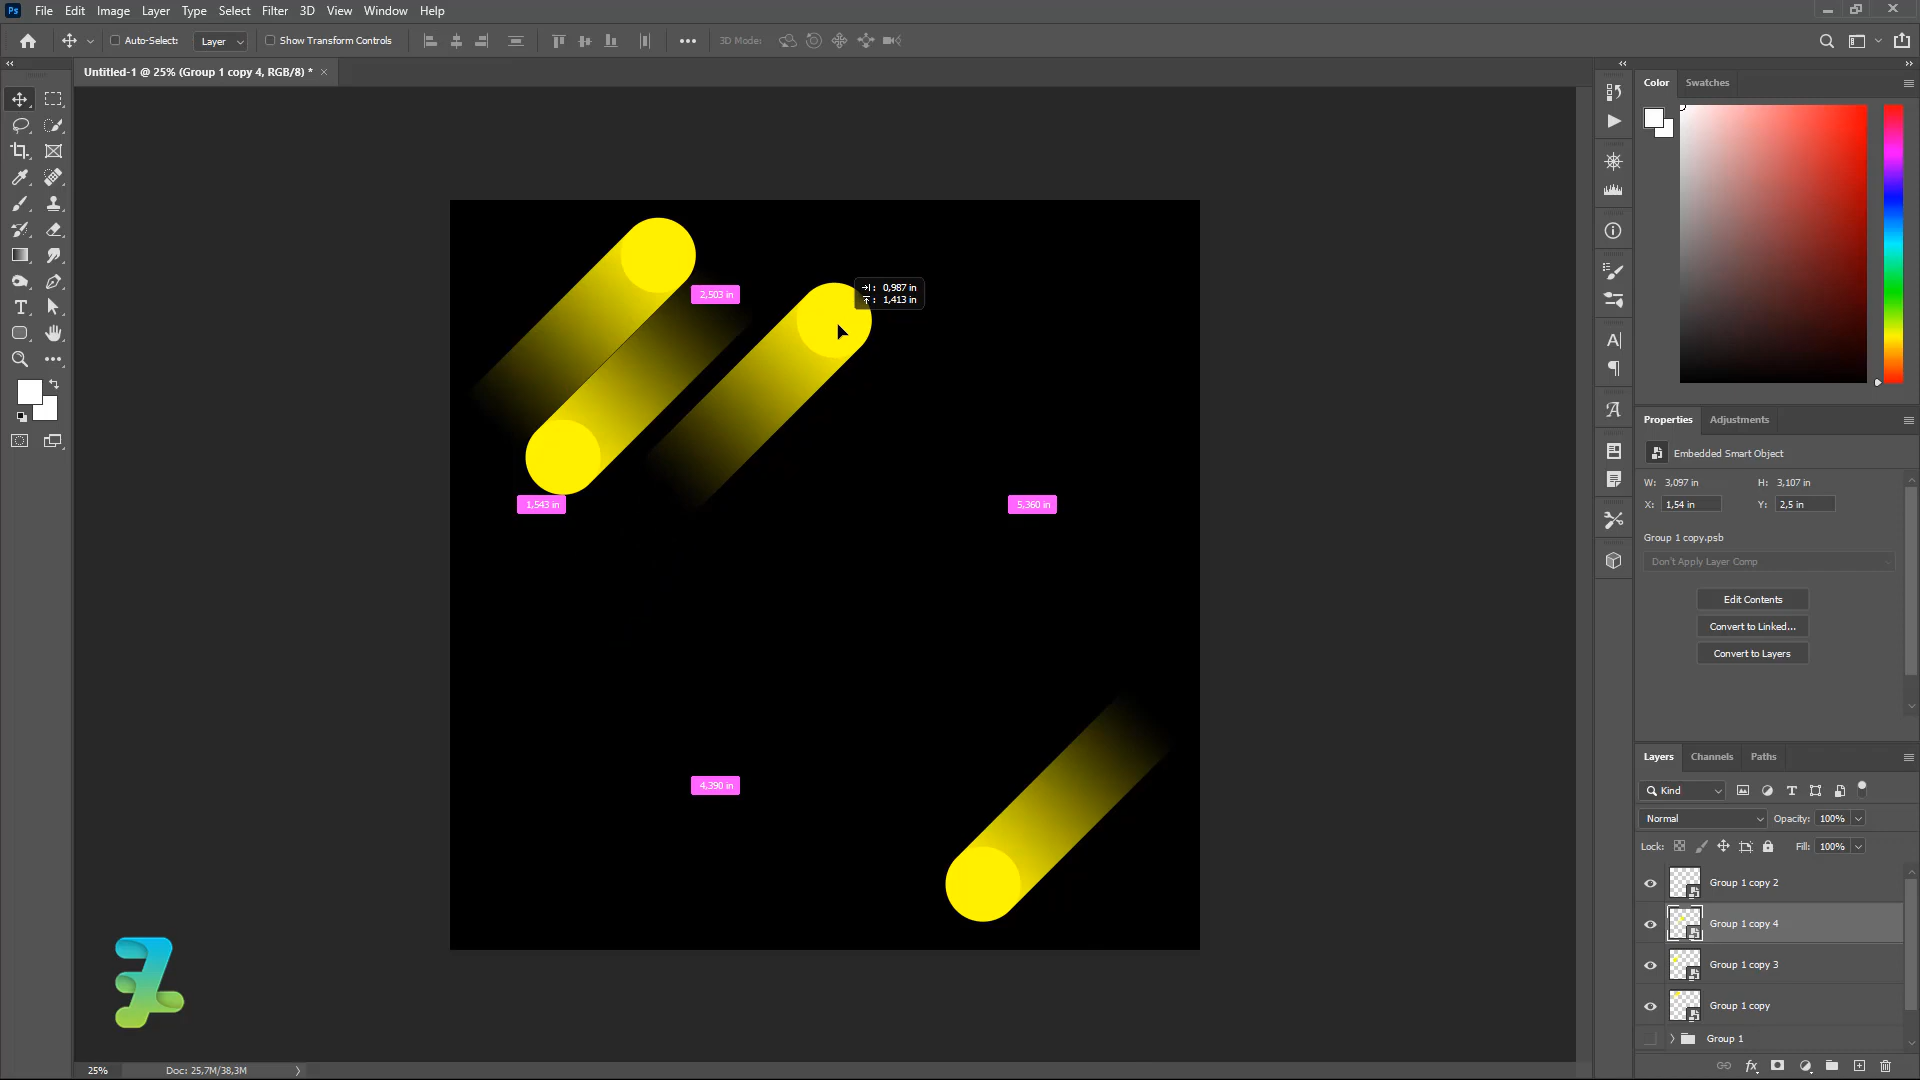 Ps File Edit Image Layer Type Select Filter 3D View Window Help
Auto-Select: Layer Show Transform Controls 3D Mode:
Untitled-1 @ 25% (Group 1 copy 4, RGB/8) *
2,503 in
0,987 in
1,413 in
1,543 in
5,360 in
4,390 in
25% Doc: 25,7M/38,3M
Color Swatches
Properties Adjustments
Embedded Smart Object
W: 3,097 in H: 3,107 in
X: 1,54 in Y: 2,5 in
Group 1 copy.psb
Don't Apply Layer Comp
Edit Contents
Convert to Linked...
Convert to Layers
Layers Channels Paths
Kind
Normal Opacity: 100%
Lock: Fill: 100%
Group 1 copy 2
Group 1 copy 4
Group 1 copy 3
Group 1 copy
Group 1